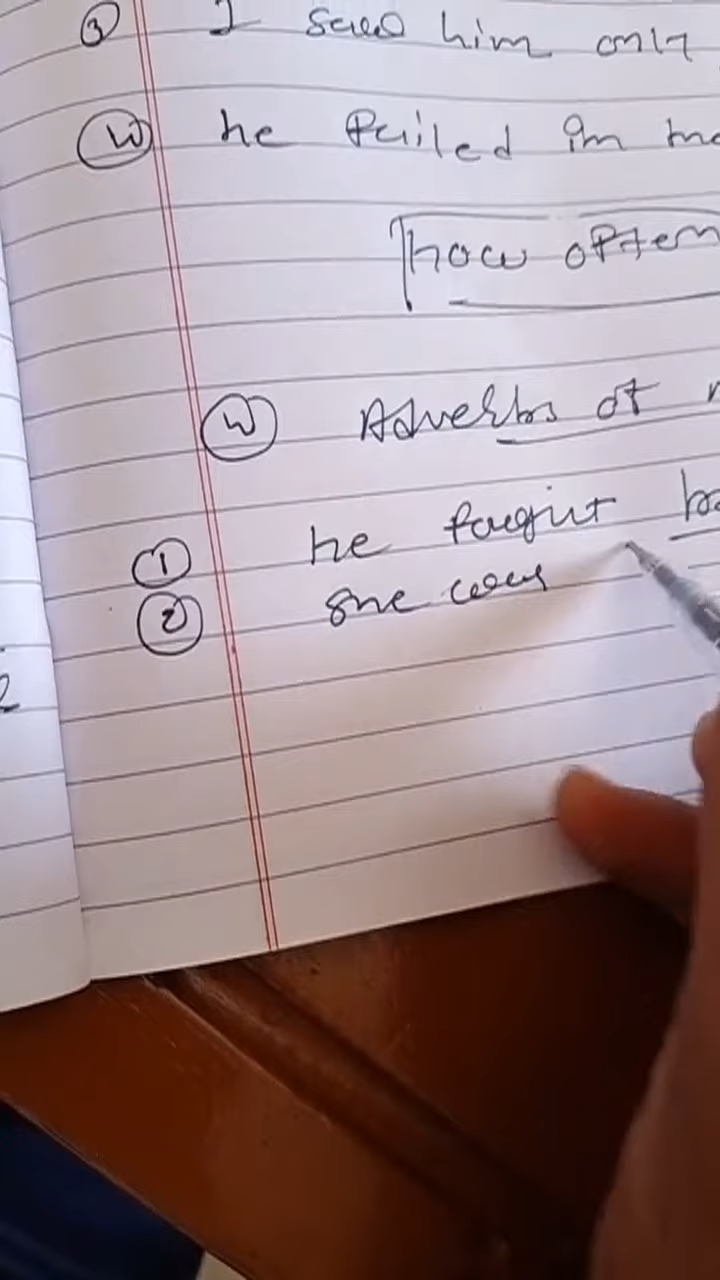 ③ I saw him only
④ he failed in
how often
④ Adverbs of
① he fought
② she was